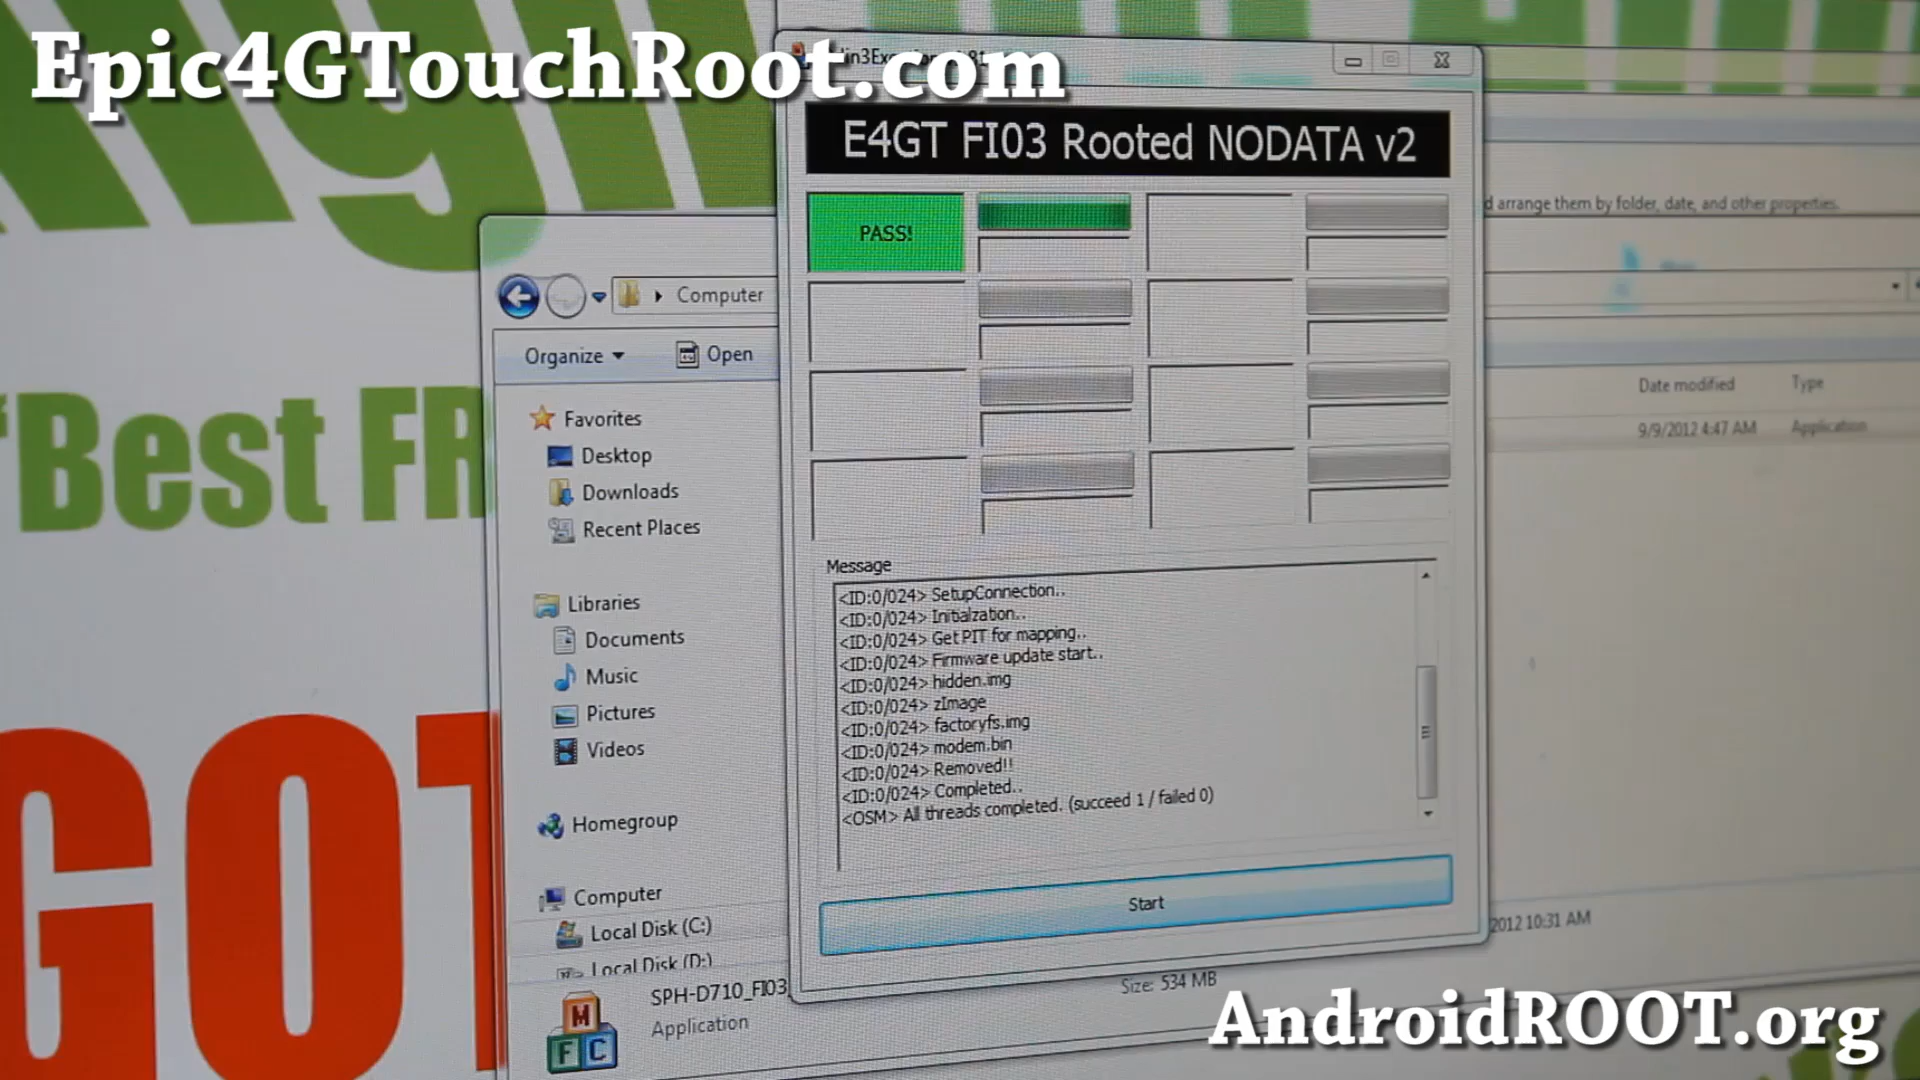 Epic4GTouchRoot.com
E4GT FI03 Rooted NODATA v2
PASS!
d arrange them by folder, date, and other properties.
Computer
Organize
Open
Date modified
Type
9/9/2012 4:47 AM
Application
"Best FR
GOT
Favorites
Desktop
Downloads
Recent Places
Libraries
Documents
Music
Pictures
Videos
Homegroup
Computer
Local Disk (C:)
Local Disk (D:)
Message
<ID:0/024> SetupConnection..
<ID:0/024> Initialzation..
<ID:0/024> Get PIT for mapping..
<ID:0/024> Firmware update start..
<ID:0/024> hidden.img
<ID:0/024> zImage
<ID:0/024> factoryfs.img
<ID:0/024> modem.bin
<ID:0/024> Removed!!
<ID:0/024> Completed..
<OSM> All threads completed. (succeed 1 / failed 0)
Start
2012 10:31 AM
SPH-D710_FI03
Application
Size: 534 MB
M
F C
AndroidROOT.org